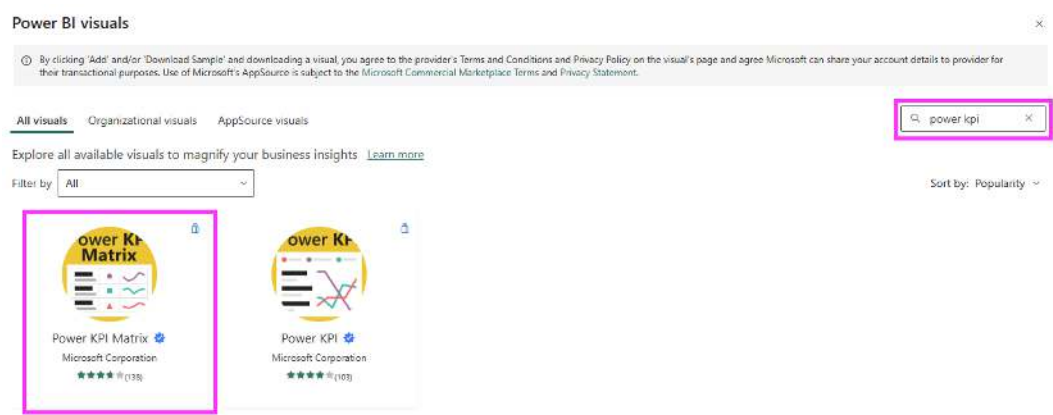 Power BI visuals
By clicking 'Add' and/or 'Download Sample' and downloading a visual, you agree to the provider's Terms and Conditions and Privacy Policy on the visual's page and agree Microsoft can share your account details to provider for
their transactional purposes. Use of Microsoft's AppSource is subject to the Microsoft Commercial Marketplace Terms and Privacy Statement.
All visuals Organizational visuals AppSource visuals
power kpi
Explore all available visuals to magnify your business insights Learn more
Filter by All
Sort by: Popularity
ower KP
Matrix
ower KP
Power KPI Matrix
Power KPI
Microsoft Corporation
Microsoft Corporation
(138)
(103)